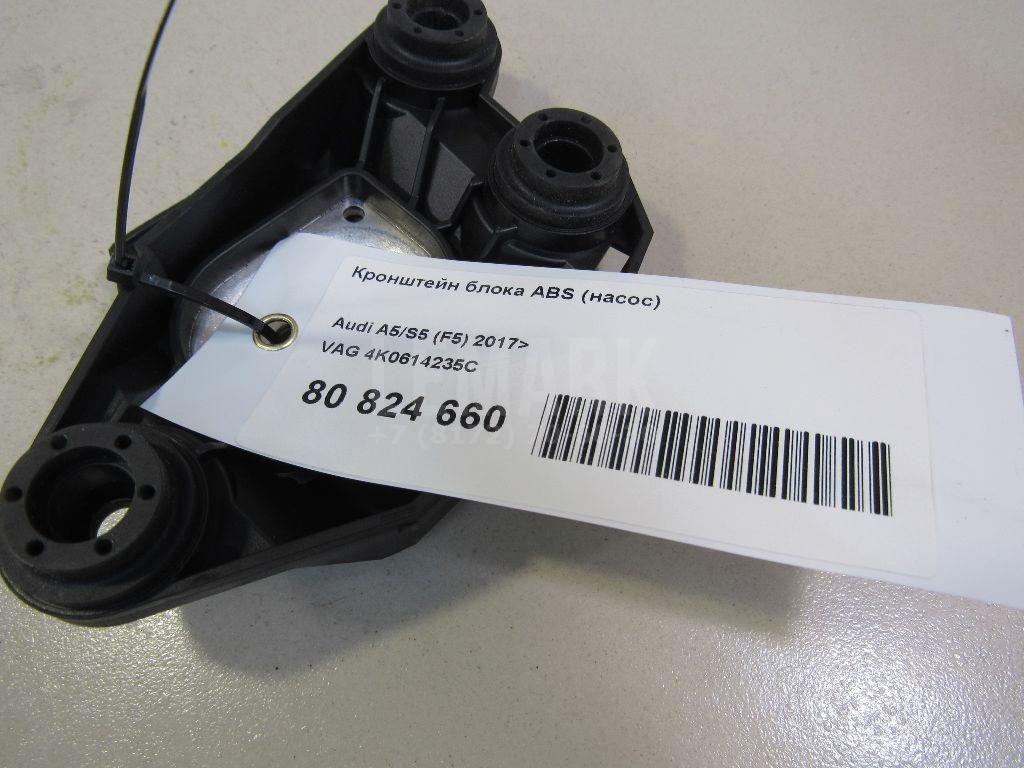 Кронштейн блока ABS (насос)
Audi A5/S5 (F5) 2017>
VAG 4K0614235C
80 824 660